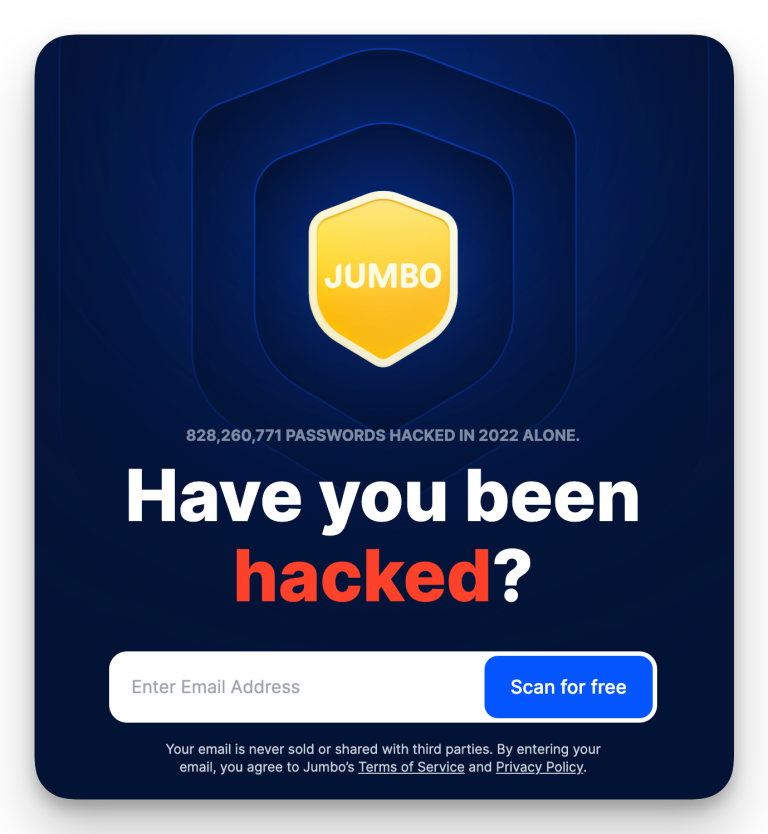 JUMBO
828,260,771 PASSWORDS HACKED IN 2022 ALONE.
Have you been
hacked?
Enter Email Address
Scan for free
Your email is never sold or shared with third parties. By entering your
email, you agree to Jumbo’s Terms of Service and Privacy Policy.